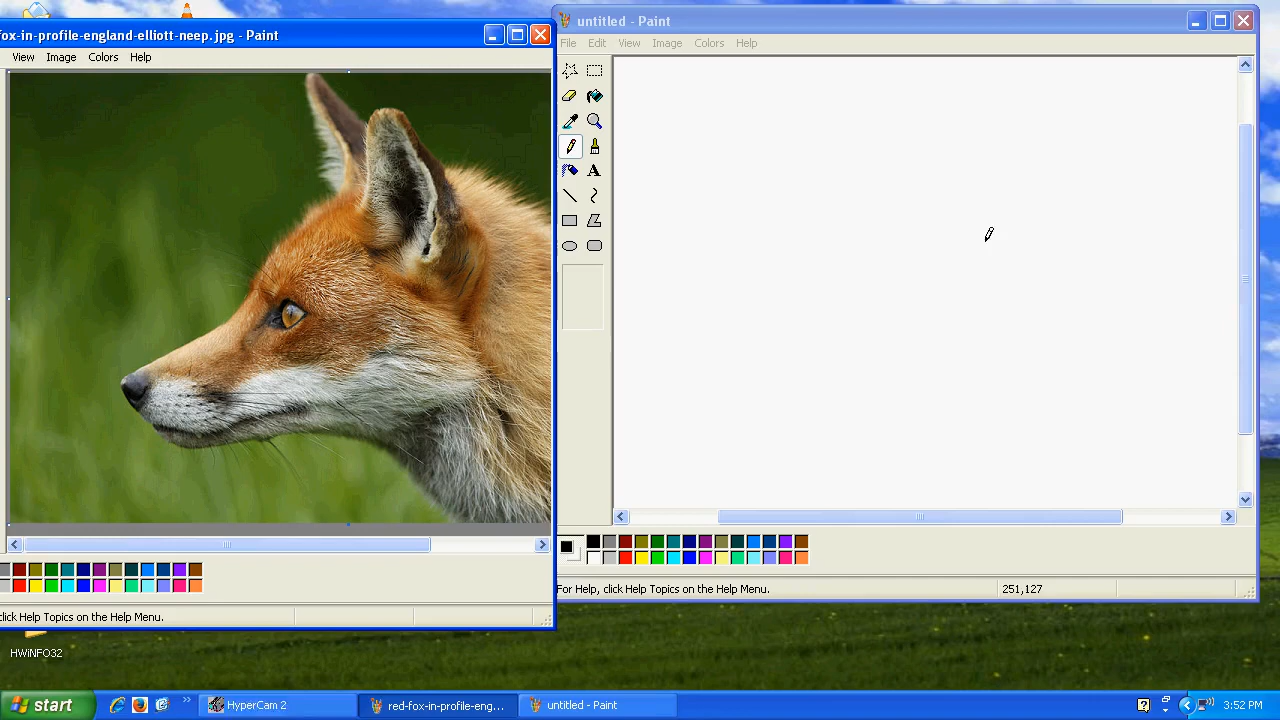 fox-in-profile-england-elliott-neep.jpg - Paint
View Image Colors Help
untitled - Paint
File Edit View Image Colors Help
A
For Help, click Help Topics on the Help Menu.
251,127
click Help Topics on the Help Menu.
HWiNFO32
start
HyperCam 2
red-fox-in-profile-eng...
untitled - Paint
3:52 PM